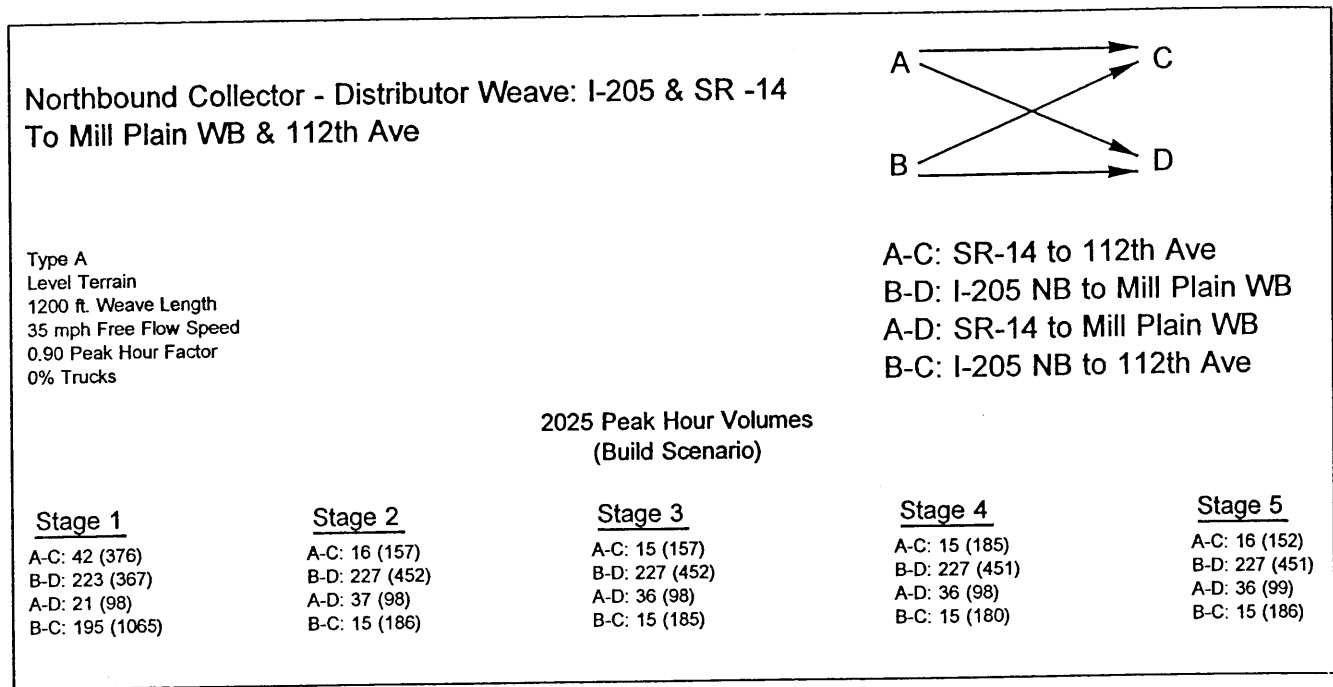 Northbound Collector - Distributor Weave: I-205 & SR -14
To Mill Plain WB & 112th Ave
A
C
B
D
Type A
Level Terrain
1200 ft. Weave Length
35 mph Free Flow Speed
0.90 Peak Hour Factor
0% Trucks
A-C: SR-14 to 112th Ave
B-D: I-205 NB to Mill Plain WB
A-D: SR-14 to Mill Plain WB
B-C: I-205 NB to 112th Ave
2025 Peak Hour Volumes
(Build Scenario)
Stage 1
A-C: 42 (376)
B-D: 223 (367)
A-D: 21 (98)
B-C: 195 (1065)
Stage 2
A-C: 16 (157)
B-D: 227 (452)
A-D: 37 (98)
B-C: 15 (186)
Stage 3
A-C: 15 (157)
B-D: 227 (452)
A-D: 36 (98)
B-C: 15 (185)
Stage 4
A-C: 15 (185)
B-D: 227 (451)
A-D: 36 (98)
B-C: 15 (180)
Stage 5
A-C: 16 (152)
B-D: 227 (451)
A-D: 36 (99)
B-C: 15 (186)